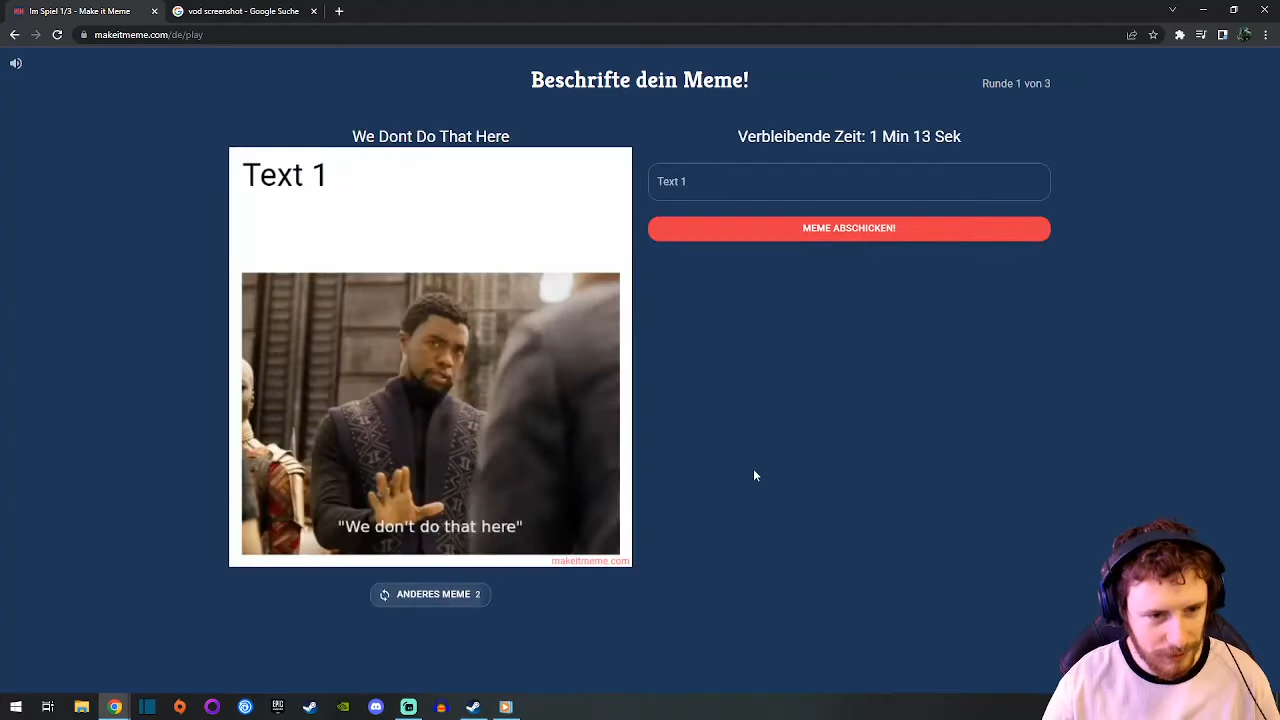 Im Spiel 1/3 - Make it Meme
vod screenshot - Google Suche
makeitmeme.com/de/play
Beschrifte dein Meme!
Runde 1 von 3
We Dont Do That Here
Verbleibende Zeit: 1 Min 13 Sek
Text 1
Text 1
MEME ABSCHICKEN!
"We don't do that here"
makeitmeme.com
ANDERES MEME 2
EPIC